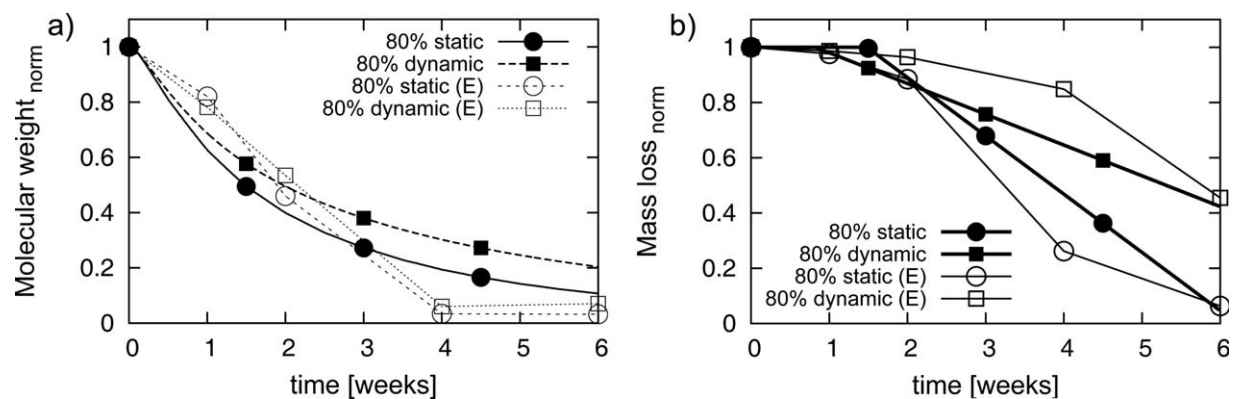 a)
Molecular weight norm
1
0.8
0.6
0.4
0.2
0
80% static
80% dynamic
80% static (E)
80% dynamic (E)
0 1 2 3 4 5 6
time [weeks]
b)
Mass loss norm
1
0.8
0.6
0.4
0.2
0
80% static
80% dynamic
80% static (E)
80% dynamic (E)
0 1 2 3 4 5 6
time [weeks]